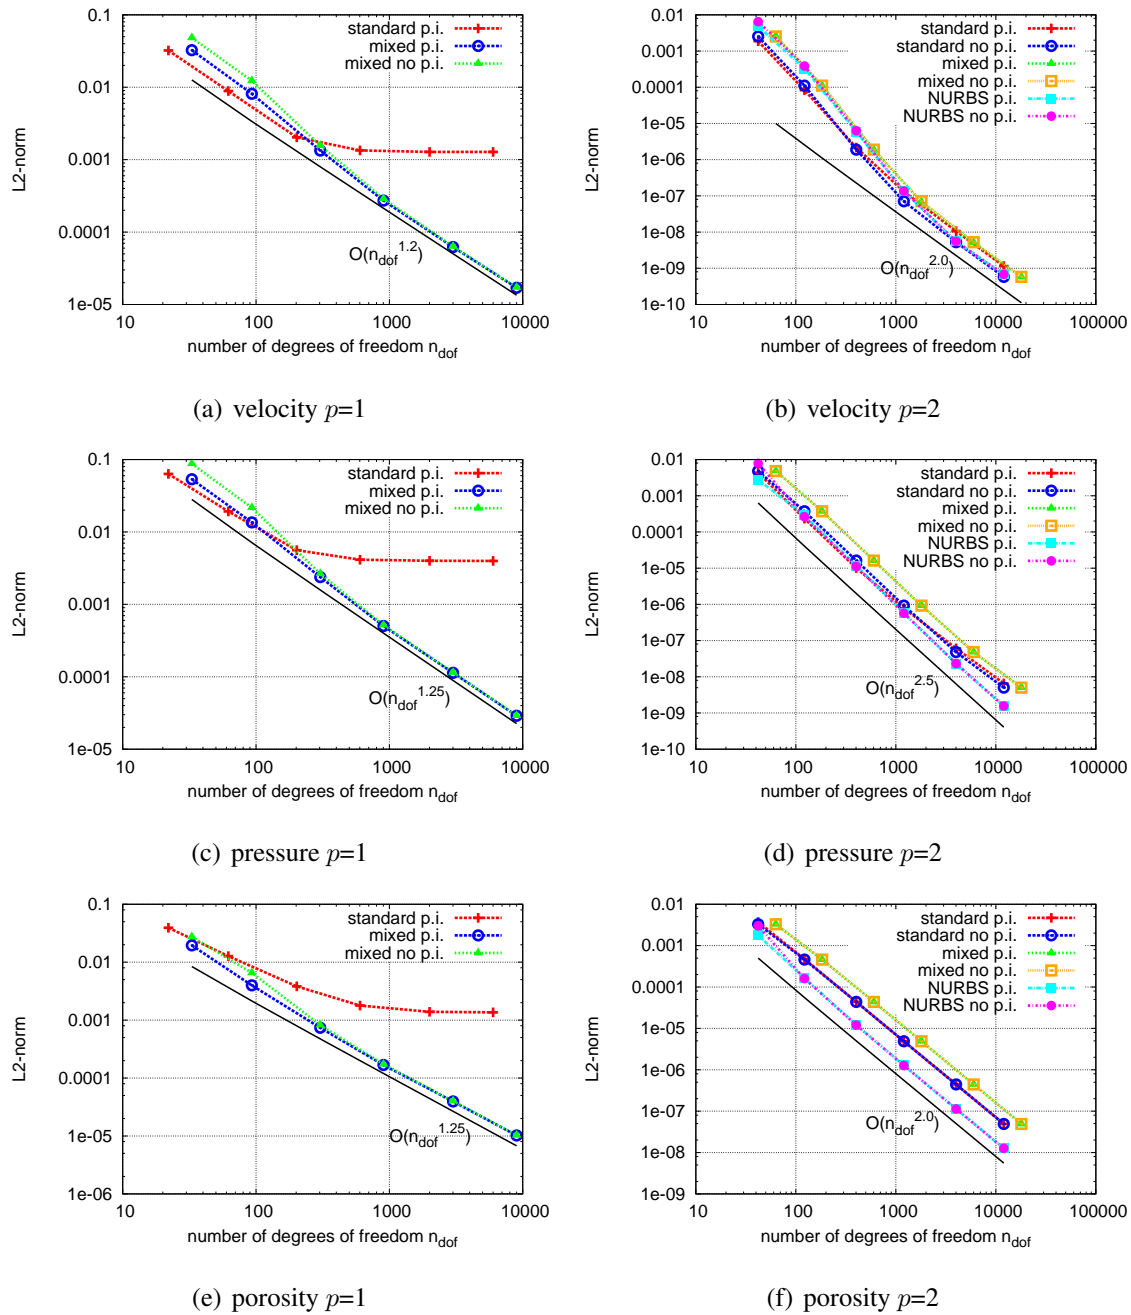 0.1
0.01
0.001
0.0001
1e-05
10
100
1000
10000
L2-norm
number of degrees of freedom n_dof
standard p.i.
mixed p.i.
mixed no p.i.
O(n_dof^1.2)
(a) velocity p=1
0.01
0.001
0.0001
1e-05
1e-06
1e-07
1e-08
1e-09
1e-10
10
100
1000
10000
100000
L2-norm
number of degrees of freedom n_dof
standard p.i.
standard no p.i.
mixed p.i.
mixed no p.i.
NURBS p.i.
NURBS no p.i.
O(n_dof^2.0)
(b) velocity p=2
0.1
0.01
0.001
0.0001
1e-05
10
100
1000
10000
L2-norm
number of degrees of freedom n_dof
standard p.i.
mixed p.i.
mixed no p.i.
O(n_dof^1.25)
(c) pressure p=1
0.01
0.001
0.0001
1e-05
1e-06
1e-07
1e-08
1e-09
1e-10
10
100
1000
10000
100000
L2-norm
number of degrees of freedom n_dof
standard p.i.
standard no p.i.
mixed p.i.
mixed no p.i.
NURBS p.i.
NURBS no p.i.
O(n_dof^2.5)
(d) pressure p=2
0.1
0.01
0.001
0.0001
1e-05
1e-06
10
100
1000
10000
L2-norm
number of degrees of freedom n_dof
standard p.i.
mixed p.i.
mixed no p.i.
O(n_dof^1.25)
(e) porosity p=1
0.01
0.001
0.0001
1e-05
1e-06
1e-07
1e-08
1e-09
10
100
1000
10000
100000
L2-norm
number of degrees of freedom n_dof
standard p.i.
standard no p.i.
mixed p.i.
mixed no p.i.
NURBS p.i.
NURBS no p.i.
O(n_dof^2.0)
(f) porosity p=2